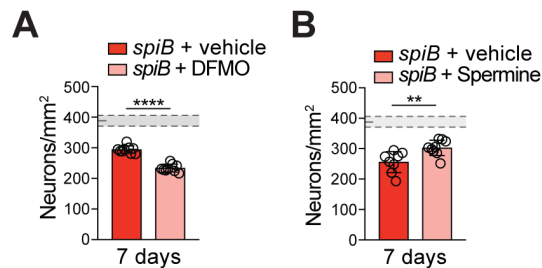 A
spiB + vehicle
spiB + DFMO
****
Neurons/mm²
500
400
300
200
100
0
7 days
B
spiB + vehicle
spiB + Spermine
**
Neurons/mm²
500
400
300
200
100
0
7 days